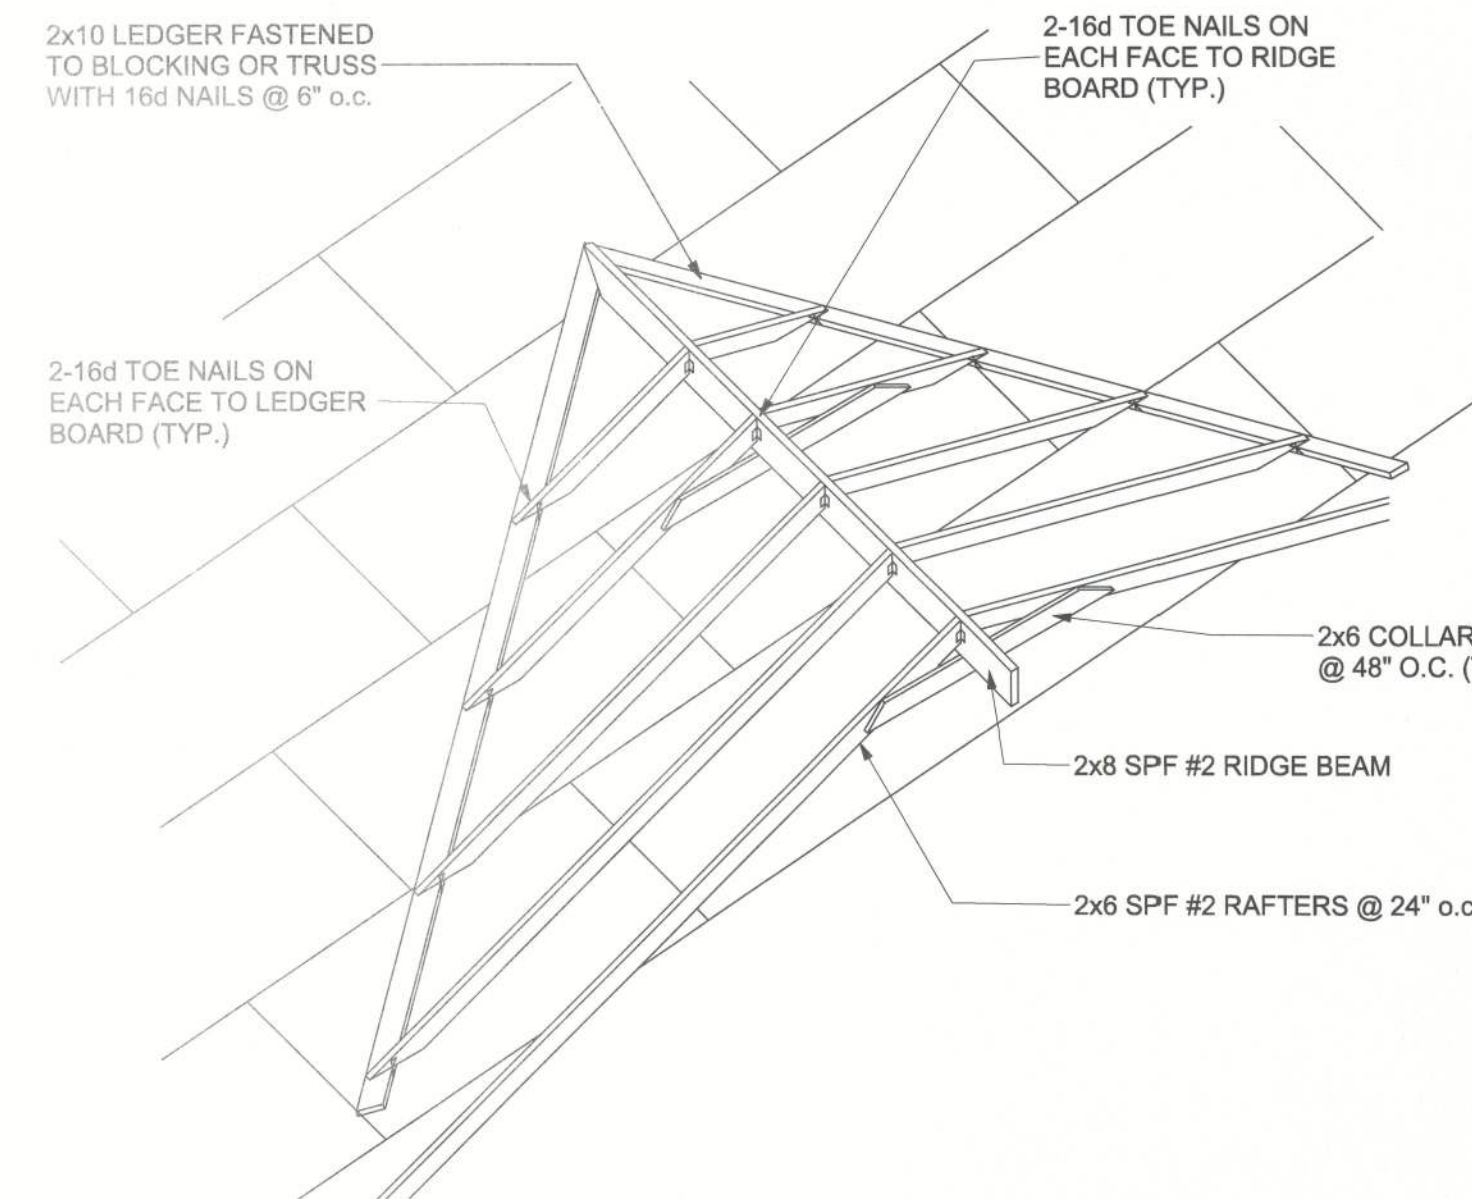 2x10 LEDGER FASTENED
TO BLOCKING OR TRUSS
WITH 16d NAILS @ 6" o.c.
2-16d TOE NAILS ON
EACH FACE TO RIDGE
BOARD (TYP.)
2-16d TOE NAILS ON
EACH FACE TO LEDGER
BOARD (TYP.)
2x6 COLLAR
@ 48" O.C. (
2x8 SPF #2 RIDGE BEAM
2x6 SPF #2 RAFTERS @ 24" o.c